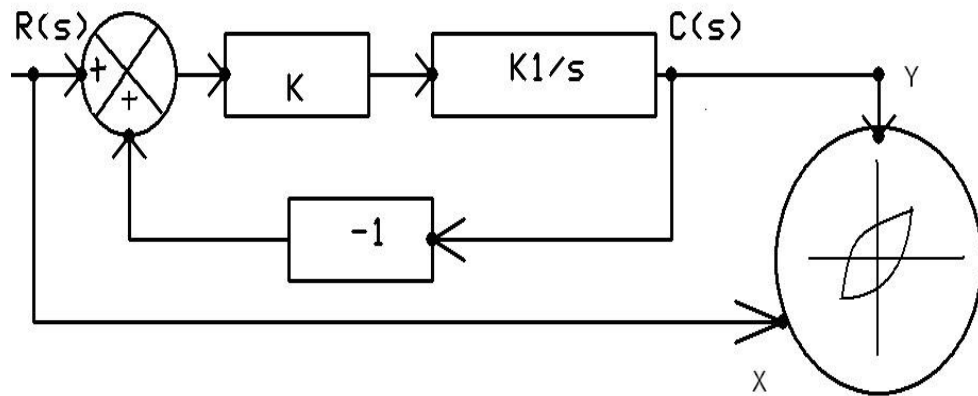 R(s)
C(s)
+
+
K
K1/s
Y
-1
X